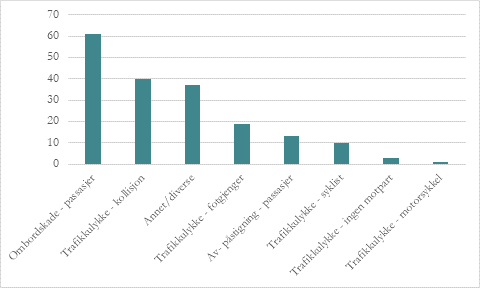 70
60
50
40
30
20
10
0
Ombordskade - passasjer
Trafikkulykke - kollisjon
Annet/diverse
Trafikkulykke - fotgjenger
Av- påstigning - passasjer
Trafikkulykke - syklist
Trafikkulykke - ingen motpart
Trafikkulykke - motorsykkel